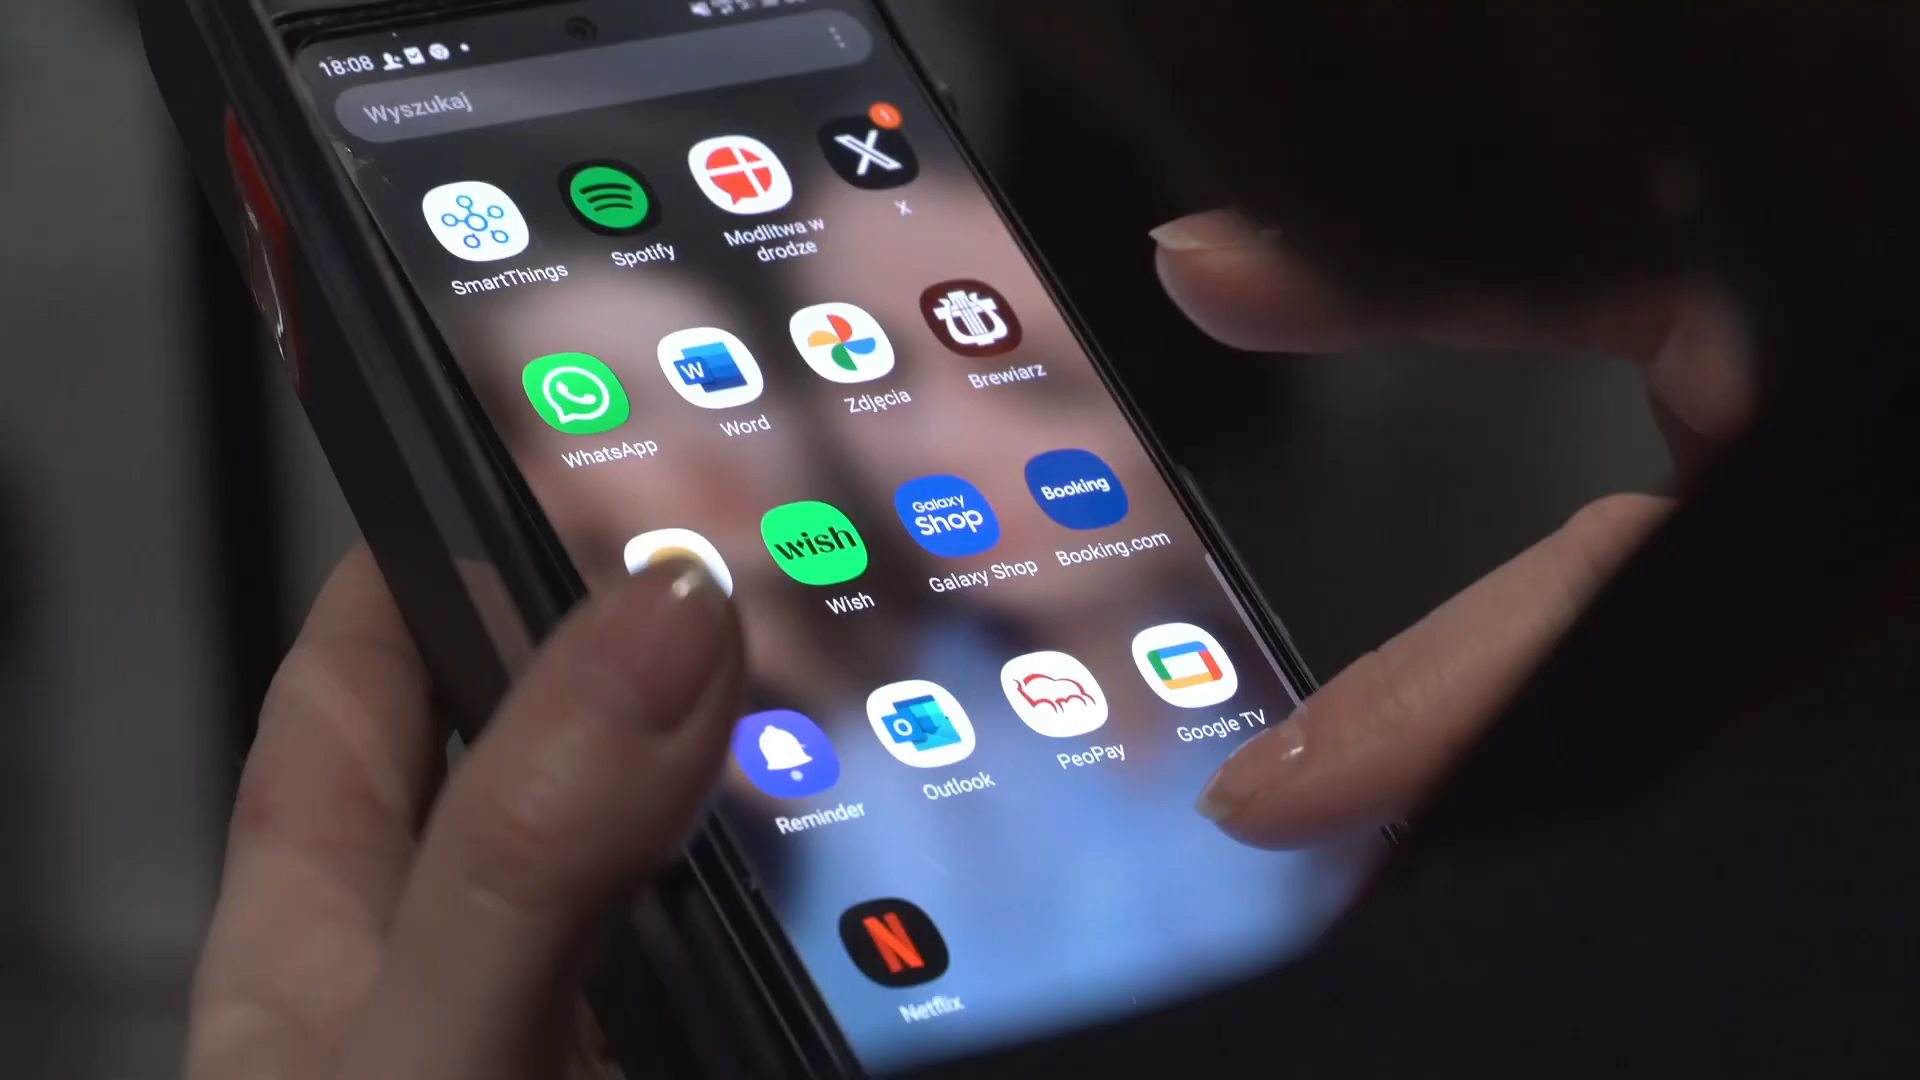 18:08
Wyszukaj
1
SmartThings
Spotify
Modlitwa w
drodze
X
WhatsApp
W
Word
Zdjęcia
Brewiarz
wish
Wish
Galaxy
Shop
Galaxy Shop
Booking
Booking.com
Reminder
O
Outlook
PeoPay
Google TV
N
Netflix